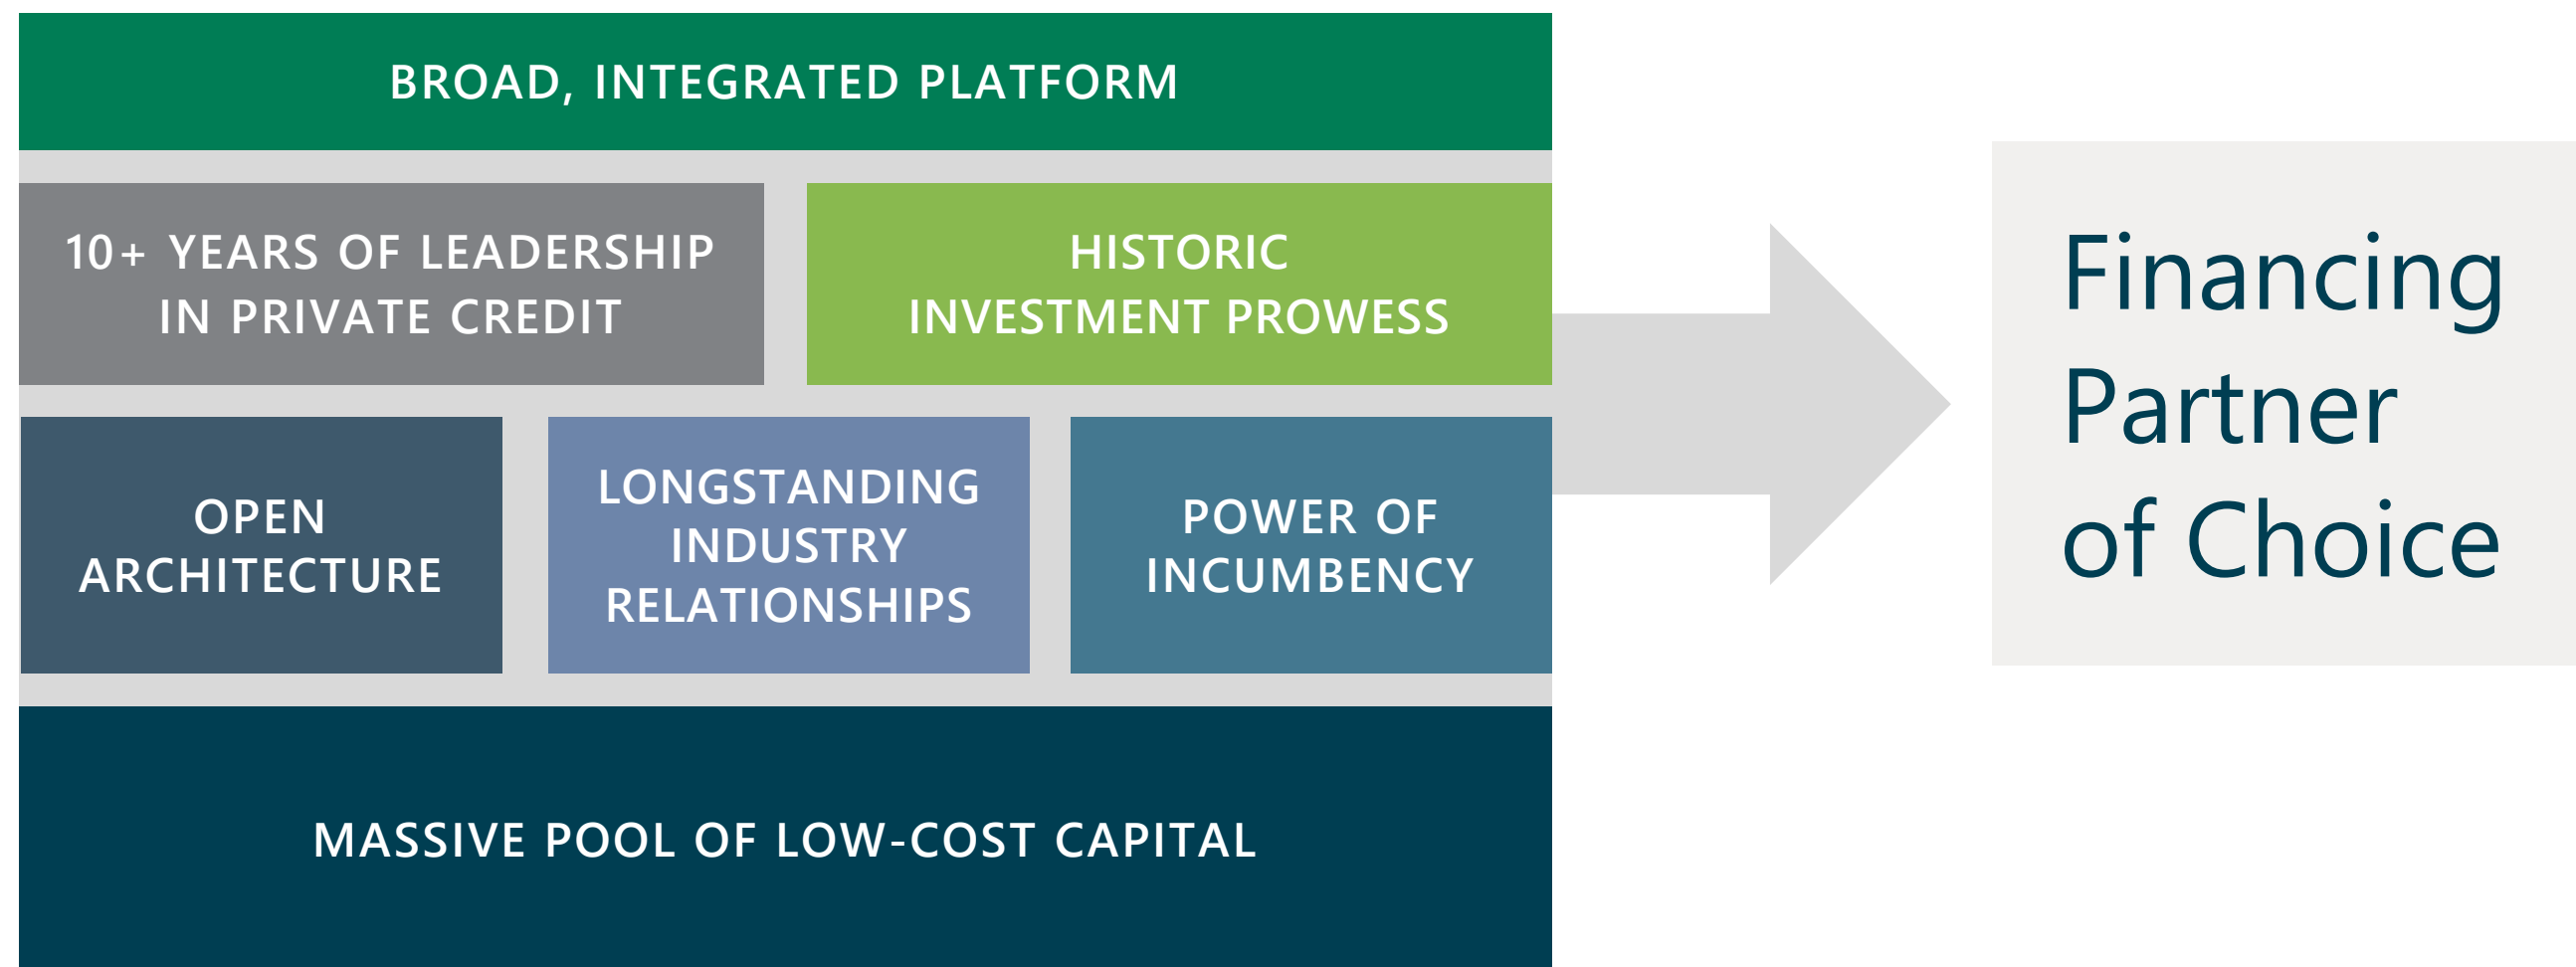 BROAD, INTEGRATED PLATFORM
10+ YEARS OF LEADERSHIP
IN PRIVATE CREDIT
HISTORIC
INVESTMENT PROWESS
OPEN
ARCHITECTURE
LONGSTANDING
INDUSTRY
RELATIONSHIPS
POWER OF
INCUMBENCY
MASSIVE POOL OF LOW-COST CAPITAL
Financing
Partner
of Choice